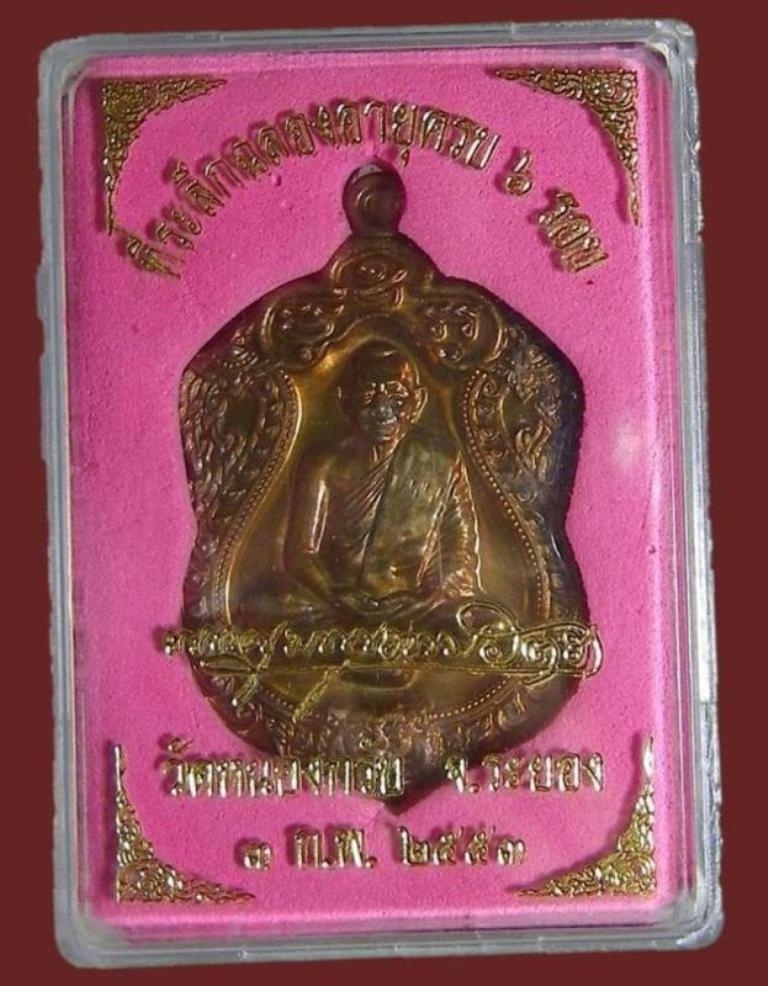 ที่ระลึกฉลองอายุครบ ๖ รอบ
วัดหนองกรับ จ.ระยอง
๓ ก.พ. ๒๕๕๓